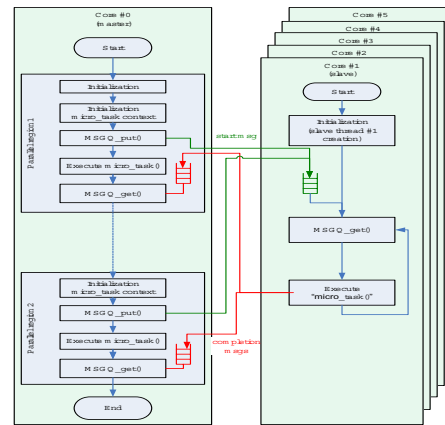 Core #0
(master)
Start
Parallel region 1
Initialization
Initialization
micro_task context
MSGQ_put()
Execute micro_task()
MSGQ_get()
Parallel region 2
Initialization
micro_task context
MSGQ_put()
Execute micro_task()
MSGQ_get()
End
start msg
completion
msgs
Core #5
Core #4
Core #3
Core #2
Core #1
(slave)
Start
Initialization
(slave thread #1
creation)
MSGQ_get()
Execute
"micro_task()"